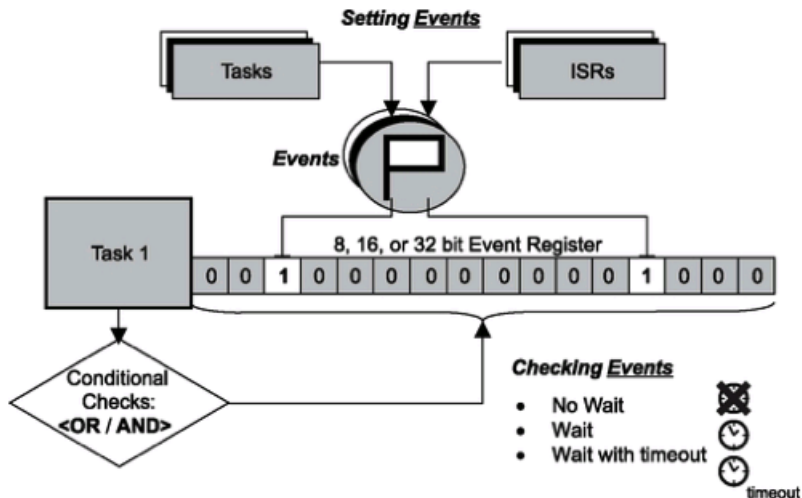 Setting Events
Tasks
ISRs
Events
8, 16, or 32 bit Event Register
Task 1
0 0 1 0 0 0 0 0 0 0 0 0 1 0 0 0
Conditional
Checks:
<OR / AND>
Checking Events
• No Wait
• Wait
• Wait with timeout
timeout